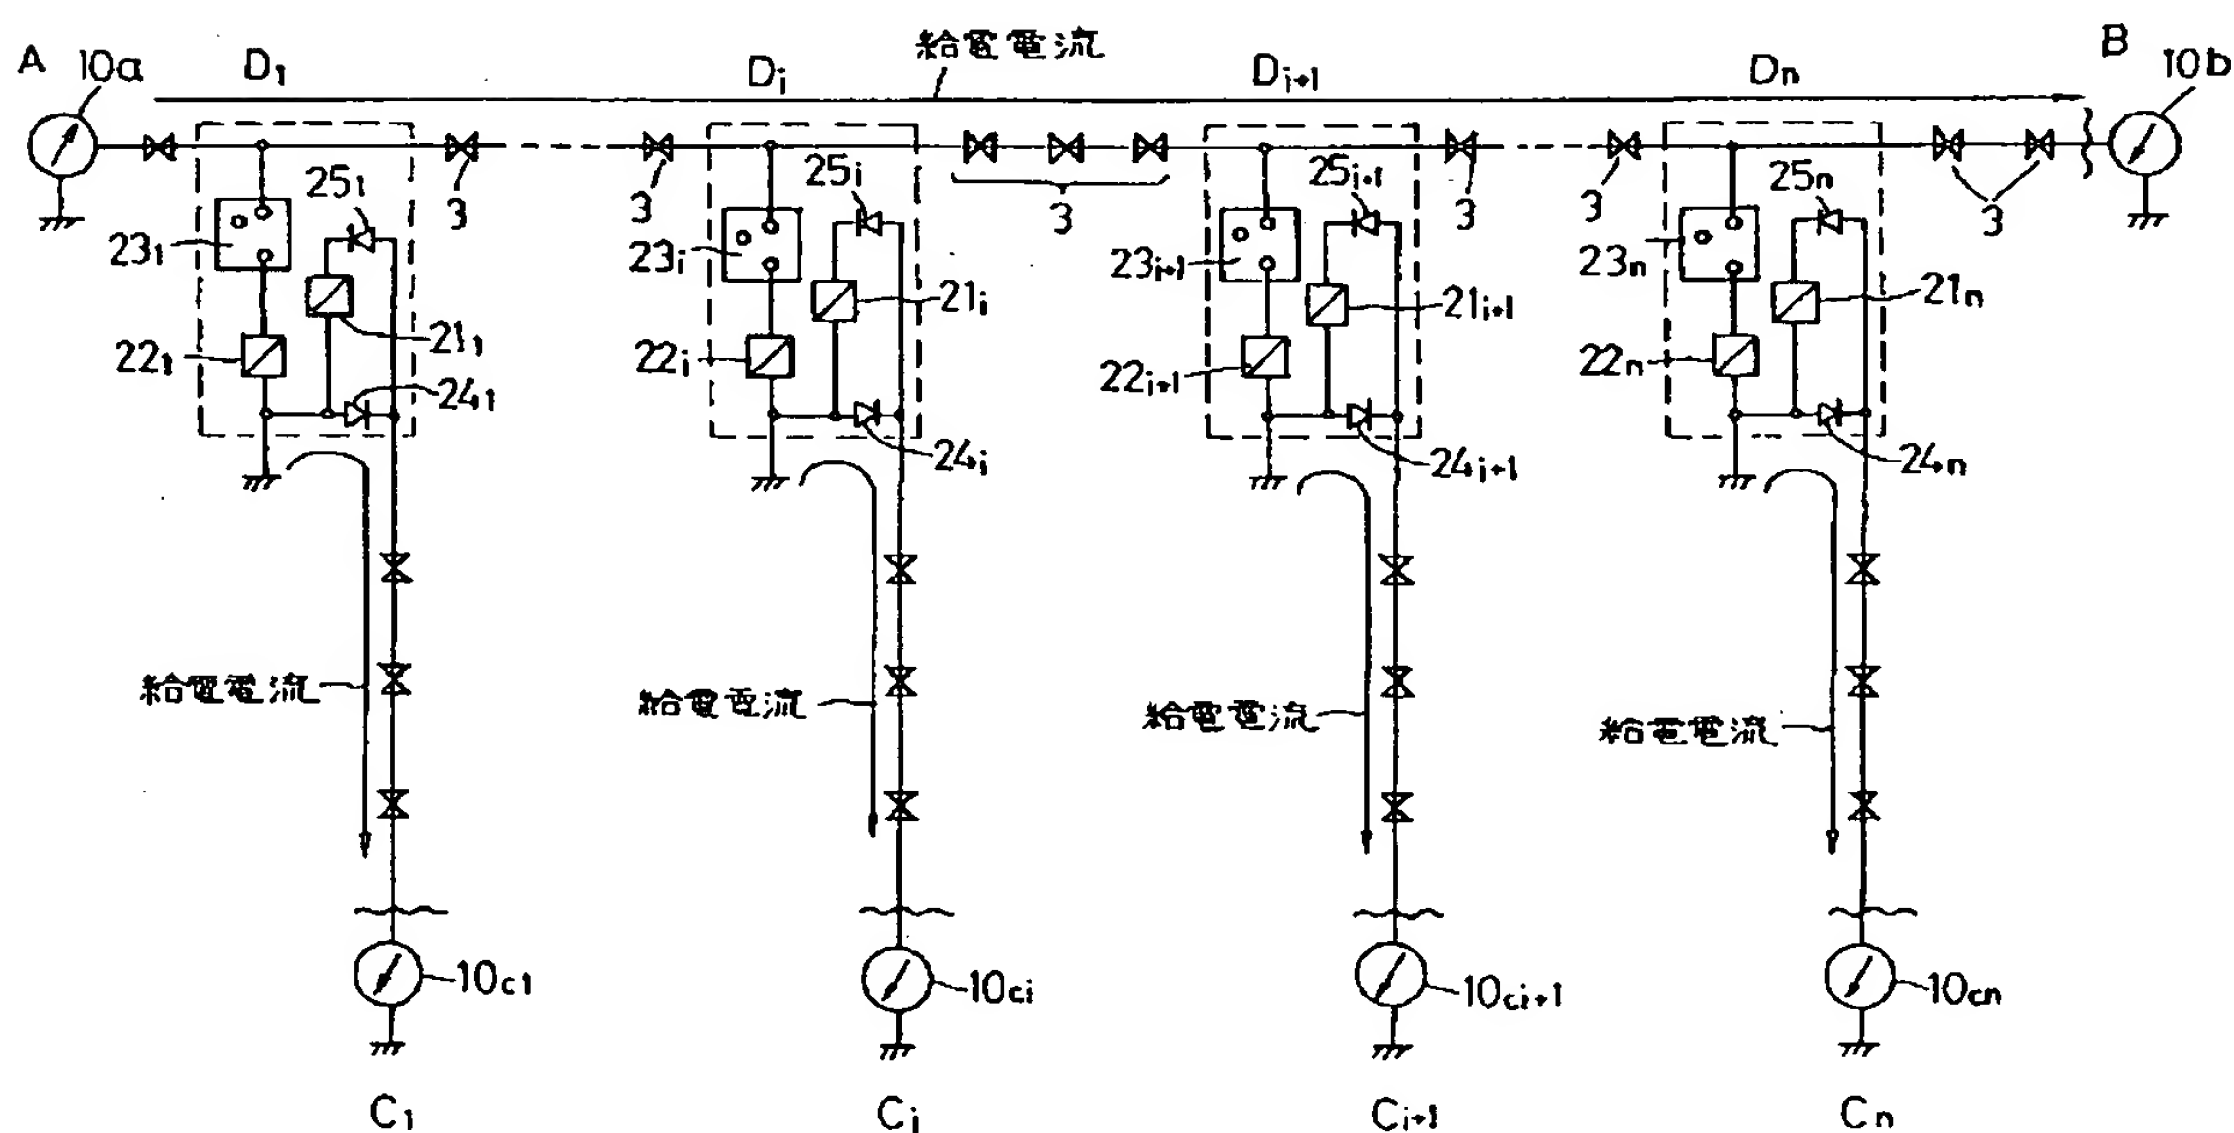 給電電流
A 10a D1 Di Di+1 Dn B 10b
251 25i 25i+1 25n
3 3 3 3 3 3
231 23i 23i+1 23n
211 21i 21i+1 21n
221 22i 22i+1 22n
241 24i 24i+1 24n
給電電流 給電電流 給電電流 給電電流
10c1 10ci 10ci+1 10cn
C1 Ci Ci+1 Cn